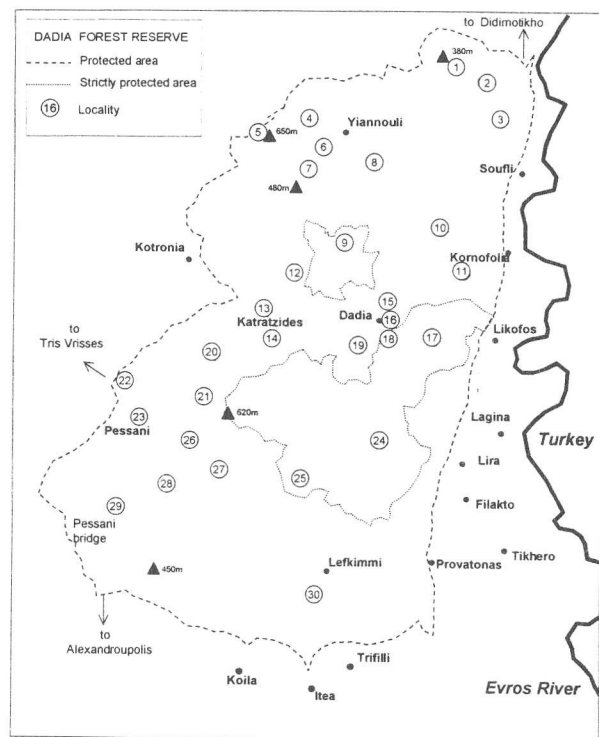 to
Didimotikho
DADIA FOREST RESERVE
Protected area
Strictly protected area
16 Locality
380m
1
2
3
4
5
650m
Yiannouli
6
7
8
480m
Soufli
9
10
Kotronia
Kornofolia
11
12
13
Katratzides
14
15
Dadia
16
17
18
19
Likofos
to
Tris Vrisses
20
21
22
23
Pessani
620m
Lagina
Turkey
24
25
26
27
28
Lira
Filakto
29
Pessani
bridge
450m
Lefkimmi
Provatonas
Tikhero
30
to
Alexandroupolis
Trifilli
Koila
Itea
Evros River